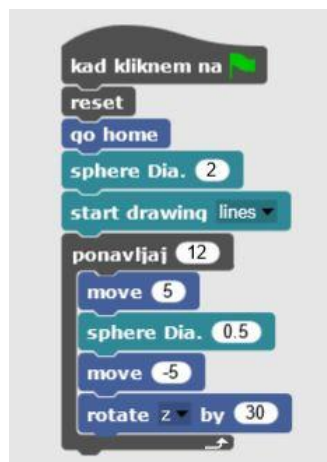 kad kliknem na
reset
go home
sphere Dia. 2
start drawing lines
ponavljaj 12
move 5
sphere Dia. 0.5
move -5
rotate z by 30